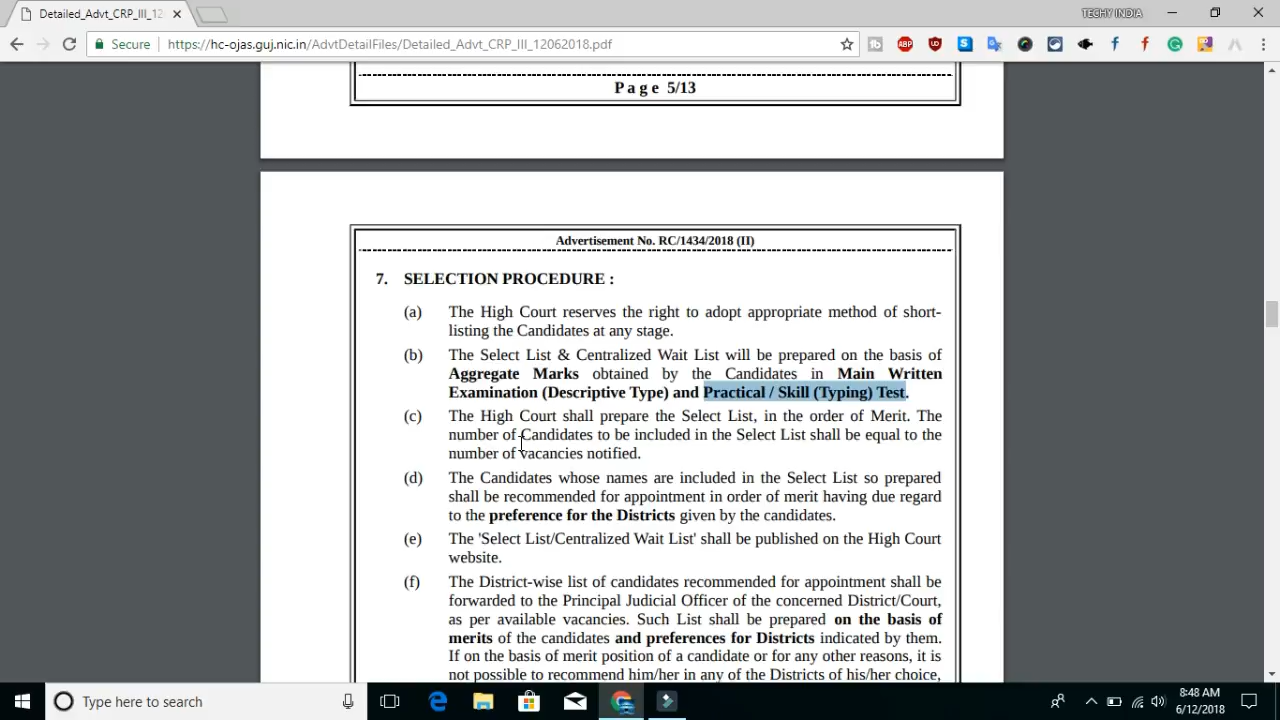 Detailed_Advt_CRP_III_12
TECHY INDIA
Secure
https://hc-ojas.guj.nic.in/AdvtDetailFiles/Detailed_Advt_CRP_III_12062018.pdf
Page 5/13
Advertisement No. RC/1434/2018 (II)
7. SELECTION PROCEDURE :
(a) The High Court reserves the right to adopt appropriate method of short-
listing the Candidates at any stage.
(b) The Select List & Centralized Wait List will be prepared on the basis of
Aggregate Marks obtained by the Candidates in Main Written
Examination (Descriptive Type) and Practical / Skill (Typing) Test.
(c) The High Court shall prepare the Select List, in the order of Merit. The
number of Candidates to be included in the Select List shall be equal to the
number of vacancies notified.
(d) The Candidates whose names are included in the Select List so prepared
shall be recommended for appointment in order of merit having due regard
to the preference for the Districts given by the candidates.
(e) The 'Select List/Centralized Wait List' shall be published on the High Court
website.
(f) The District-wise list of candidates recommended for appointment shall be
forwarded to the Principal Judicial Officer of the concerned District/Court,
as per available vacancies. Such List shall be prepared on the basis of
merits of the candidates and preferences for Districts indicated by them.
If on the basis of merit position of a candidate or for any other reasons, it is
not possible to recommend him/her in any of the Districts of his/her choice,
Type here to search
8:48 AM
6/12/2018